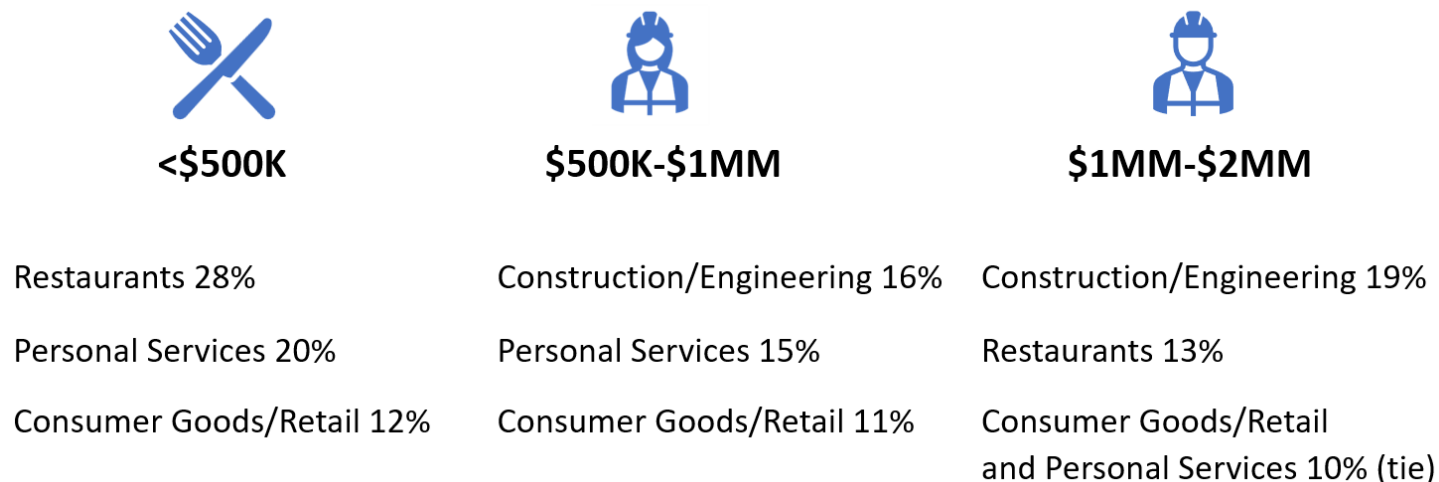 <$500K
$500K-$1MM
$1MM-$2MM
Restaurants 28%
Construction/Engineering 16%
Construction/Engineering 19%
Personal Services 20%
Personal Services 15%
Restaurants 13%
Consumer Goods/Retail 12%
Consumer Goods/Retail 11%
Consumer Goods/Retail
and Personal Services 10% (tie)